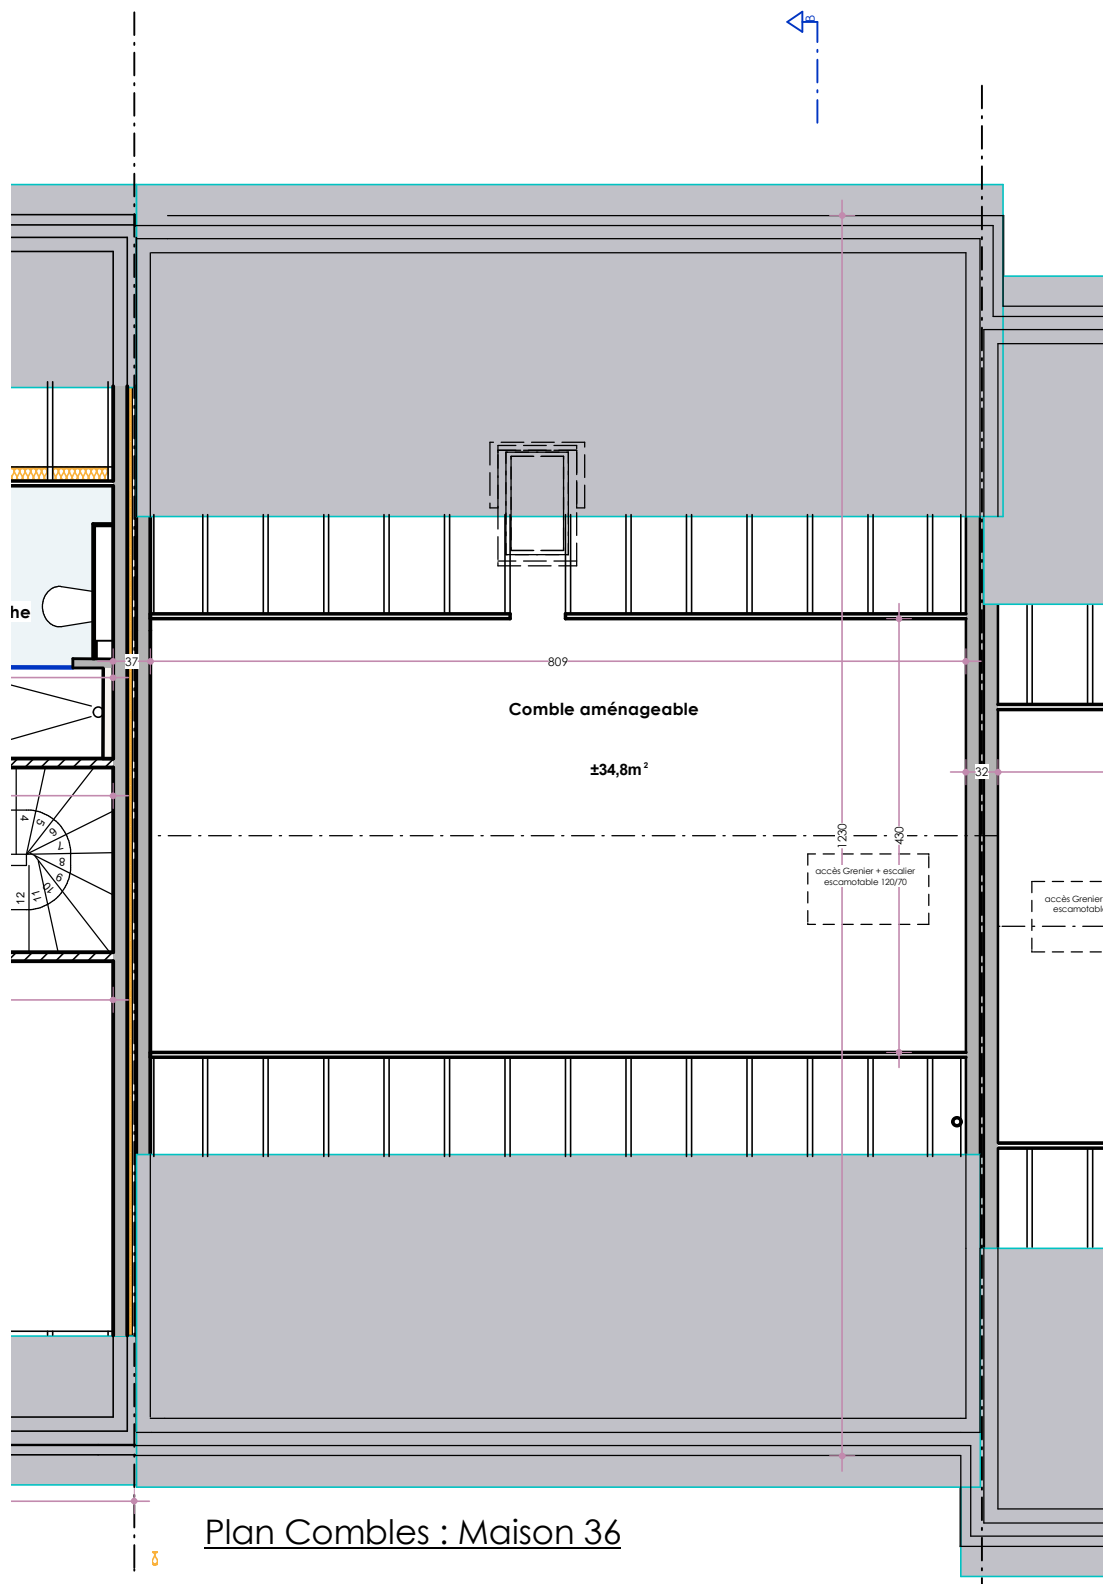 B
he
37
809
Comble aménageable
±34,8m²
32
4
5
6
7
8
9
10
11
12
1230
430
accès Grenier + escalier
escamotable 120/70
accès Grenier
escamotable
Plan Combles : Maison 36